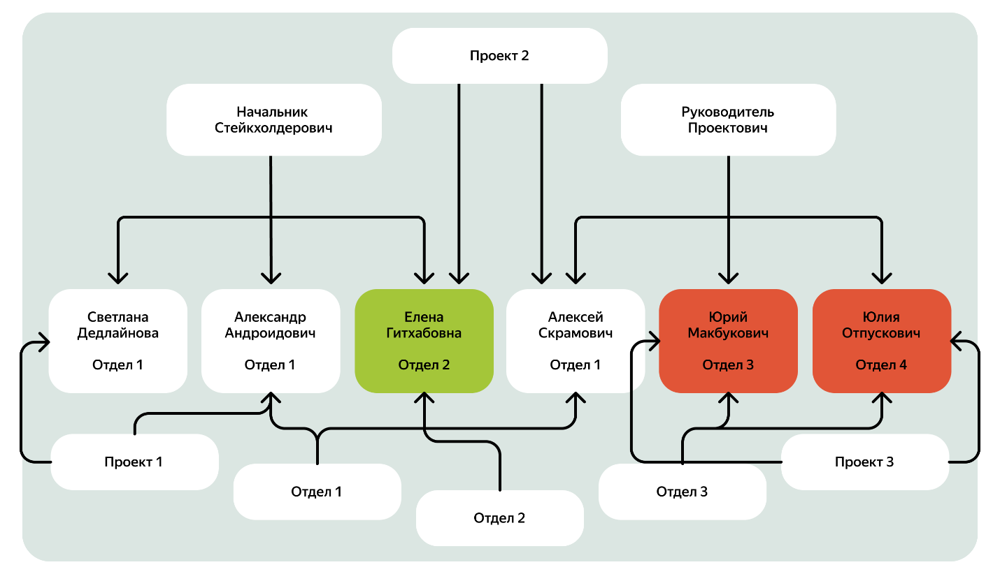 Проект 2
Начальник
Стейкхолдерович
Руководитель
Проектович
Светлана
Дедлайнова
Отдел 1
Александр
Андроидович
Отдел 1
Елена
Гитхабовна
Отдел 2
Алексей
Скрамович
Отдел 1
Юрий
Макбукович
Отдел 3
Юлия
Отпускович
Отдел 4
Проект 1
Отдел 1
Отдел 2
Отдел 3
Проект 3